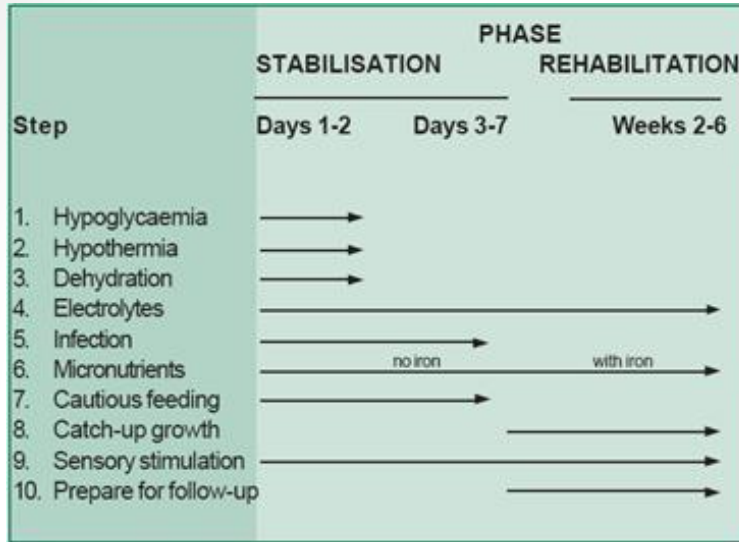 PHASE
STABILISATION REHABILITATION
Step Days 1-2 Days 3-7 Weeks 2-6
1. Hypoglycaemia
2. Hypothermia
3. Dehydration
4. Electrolytes
5. Infection
6. Micronutrients no iron with iron
7. Cautious feeding
8. Catch-up growth
9. Sensory stimulation
10. Prepare for follow-up